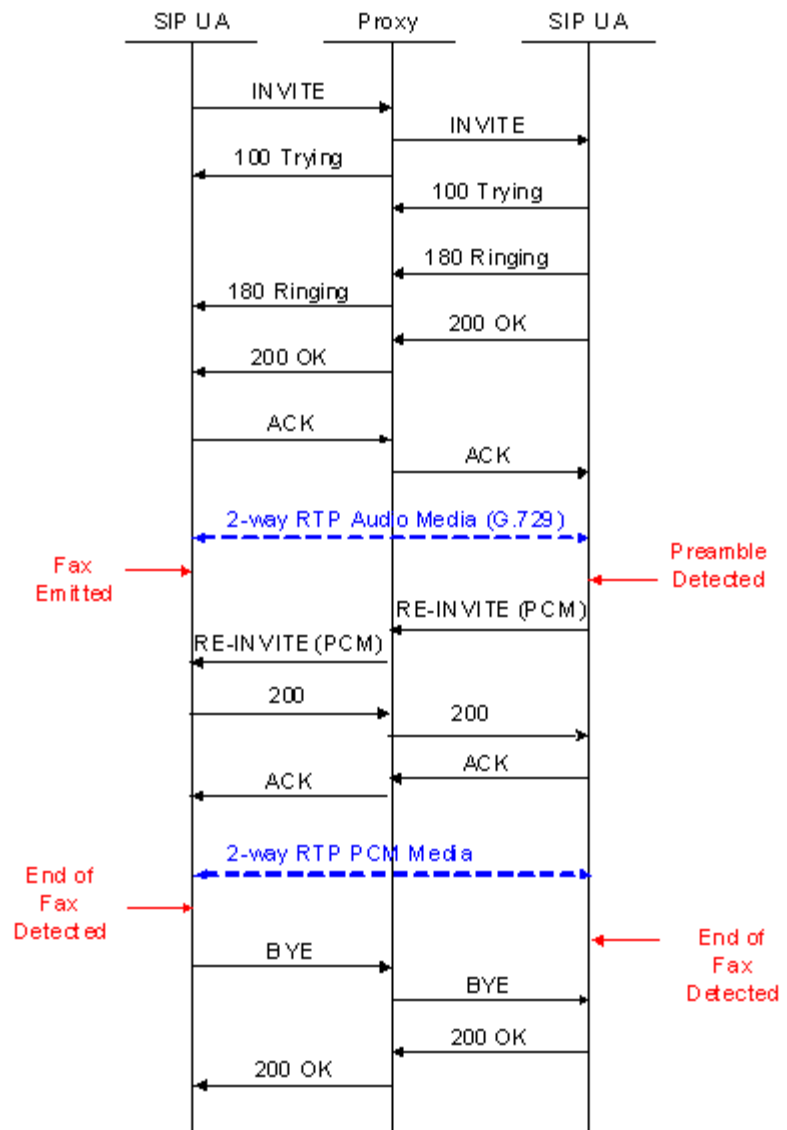 SIP UA
Proxy
SIP UA
INVITE
INVITE
100 Trying
100 Trying
180 Ringing
180 Ringing
200 OK
200 OK
ACK
ACK
2-way RTP Audio Media (G.729)
Fax
Emitted
Preamble
Detected
RE-INVITE (PCM)
RE-INVITE (PCM)
200
200
ACK
ACK
2-way RTP PCM Media
End of
Fax
Detected
End of
Fax
Detected
BYE
BYE
200 OK
200 OK